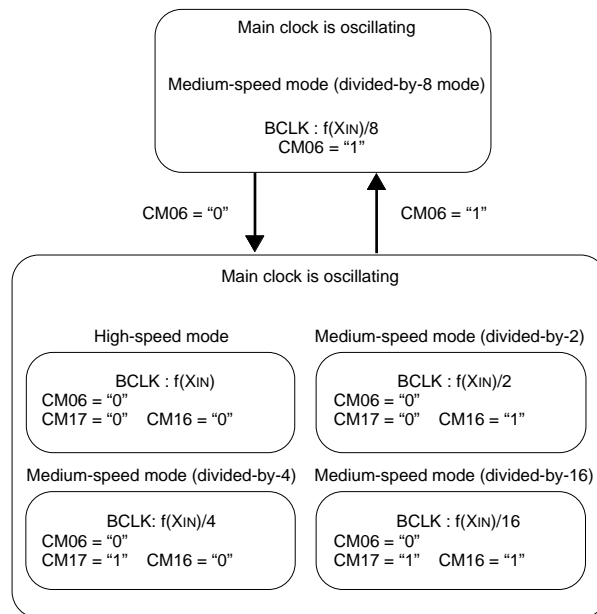 Main clock is oscillating
Medium-speed mode (divided-by-8 mode)
BCLK : f(XIN)/8
CM06 = “1”
CM06 = “0”
CM06 = “1”
Main clock is oscillating
High-speed mode
BCLK : f(XIN)
CM06 = “0”
CM17 = “0” CM16 = “0”
Medium-speed mode (divided-by-2)
BCLK : f(XIN)/2
CM06 = “0”
CM17 = “0” CM16 = “1”
Medium-speed mode (divided-by-4)
BCLK: f(XIN)/4
CM06 = “0”
CM17 = “1” CM16 = “0”
Medium-speed mode (divided-by-16)
BCLK : f(XIN)/16
CM06 = “0”
CM17 = “1” CM16 = “1”